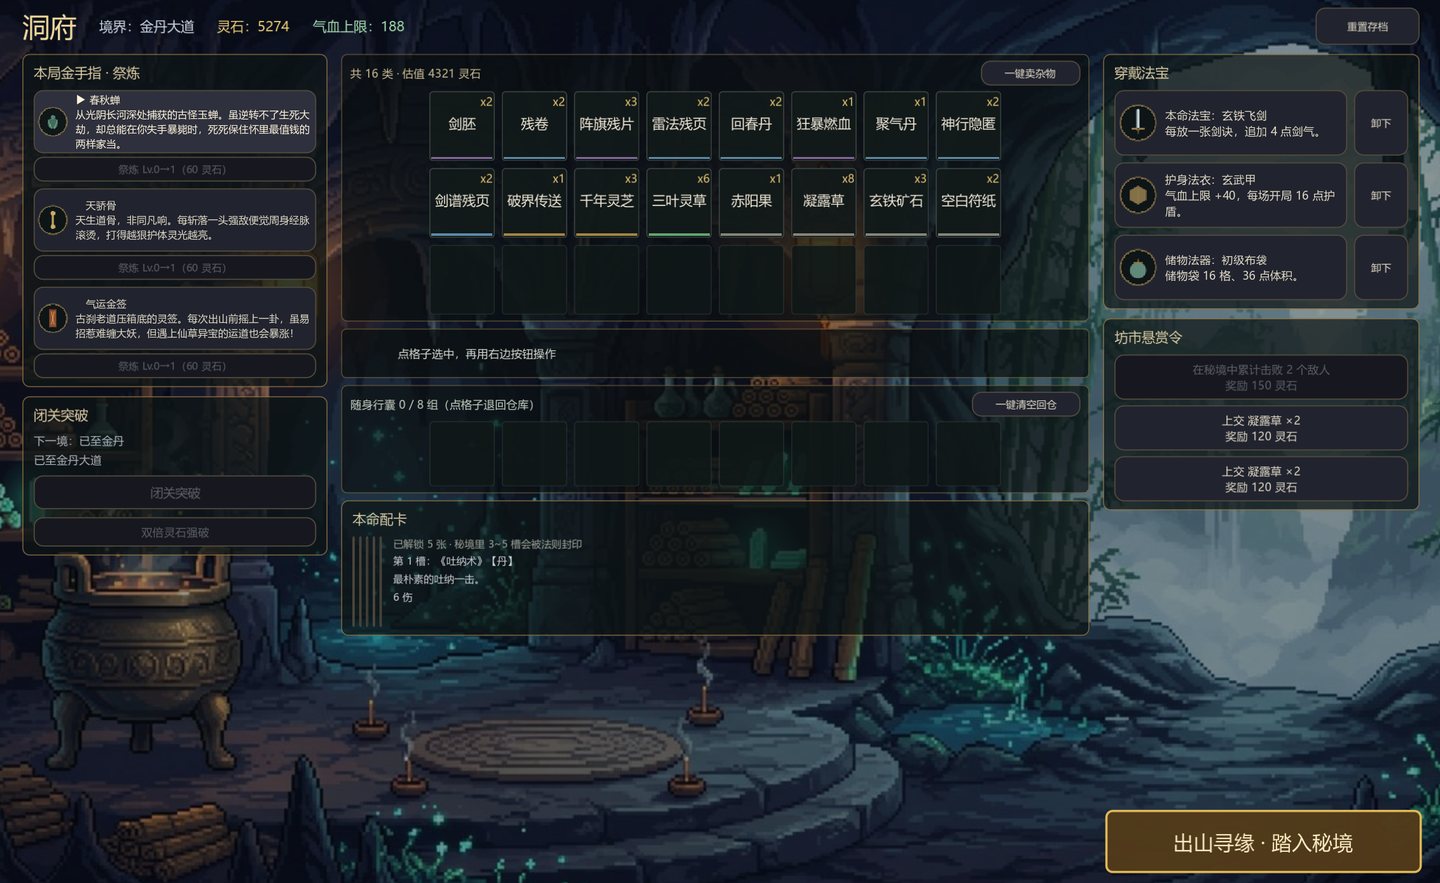 洞府 境界：金丹大道 灵石：5274 气血上限：188
重置存档
本局金手指 · 祭炼
▶ 春秋蝉
从光阴长河深处捕获的古怪玉蝉。虽逆转不了生死大
劫，却总能在你失手暴毙时，死死保住怀里最值钱的
两样家当。
祭炼 Lv.0→1（60 灵石）
天骄骨
天生道骨，非同凡响。每斩落一头强敌便觉周身经脉
滚烫，打得越狠护体灵光越亮。
祭炼 Lv.0→1（60 灵石）
气运金签
古刹老道压箱底的灵签。每次出山前摇上一卦，虽易
招惹难缠大妖，但遇上仙草异宝的运道也会暴涨！
祭炼 Lv.0→1（60 灵石）
闭关突破
下一境：已至金丹
已至金丹大道
闭关突破
双倍灵石强破
共 16 类 · 估值 4321 灵石
一键卖杂物
x2 x2 x3 x2 x2 x1 x1 x2
剑胚 残卷 阵旗残片 雷法残页 回春丹 狂暴燃血 聚气丹 神行隐匿
x2 x1 x3 x6 x1 x8 x3 x2
剑谱残页 破界传送 千年灵芝 三叶灵草 赤阳果 凝露草 玄铁矿石 空白符纸
点格子选中，再用右边按钮操作
随身行囊 0 / 8 组（点格子退回仓库）
一键清空回仓
本命配卡
已解锁 5 张 · 秘境里 3~5 槽会被法则封印
第 1 槽：《吐纳术》【丹】
最朴素的吐纳一击。
6 伤
穿戴法宝
本命法宝：玄铁飞剑
每放一张剑诀，追加 4 点剑气。
卸下
护身法衣：玄武甲
气血上限 +40，每场开局 16 点护
盾。
卸下
储物法器：初级布袋
储物袋 16 格、36 点体积。
卸下
坊市悬赏令
在秘境中累计击败 2 个敌人
奖励 150 灵石
上交 凝露草 ×2
奖励 120 灵石
上交 凝露草 ×2
奖励 120 灵石
出山寻缘 · 踏入秘境